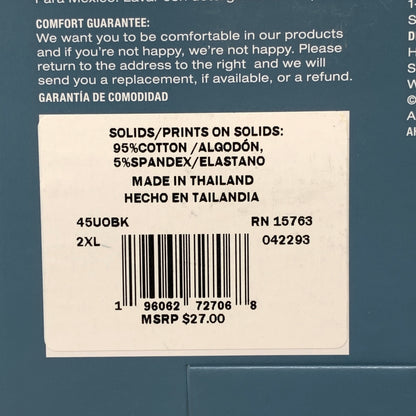 COMFORT GUARANTEE:
We want you to be comfortable in our products
and if you're not happy, we're not happy. Please
return to the address to the right and we will
send you a replacement, if available, or a refund.
GARANTÍA DE COMODIDAD
SOLIDS/PRINTS ON SOLIDS:
95%COTTON /ALGODÓN,
5%SPANDEX/ELASTANO
MADE IN THAILAND
HECHO EN TAILANDIA
45UOBK RN 15763
2XL 042293
1 96062 72706 8
MSRP $27.00